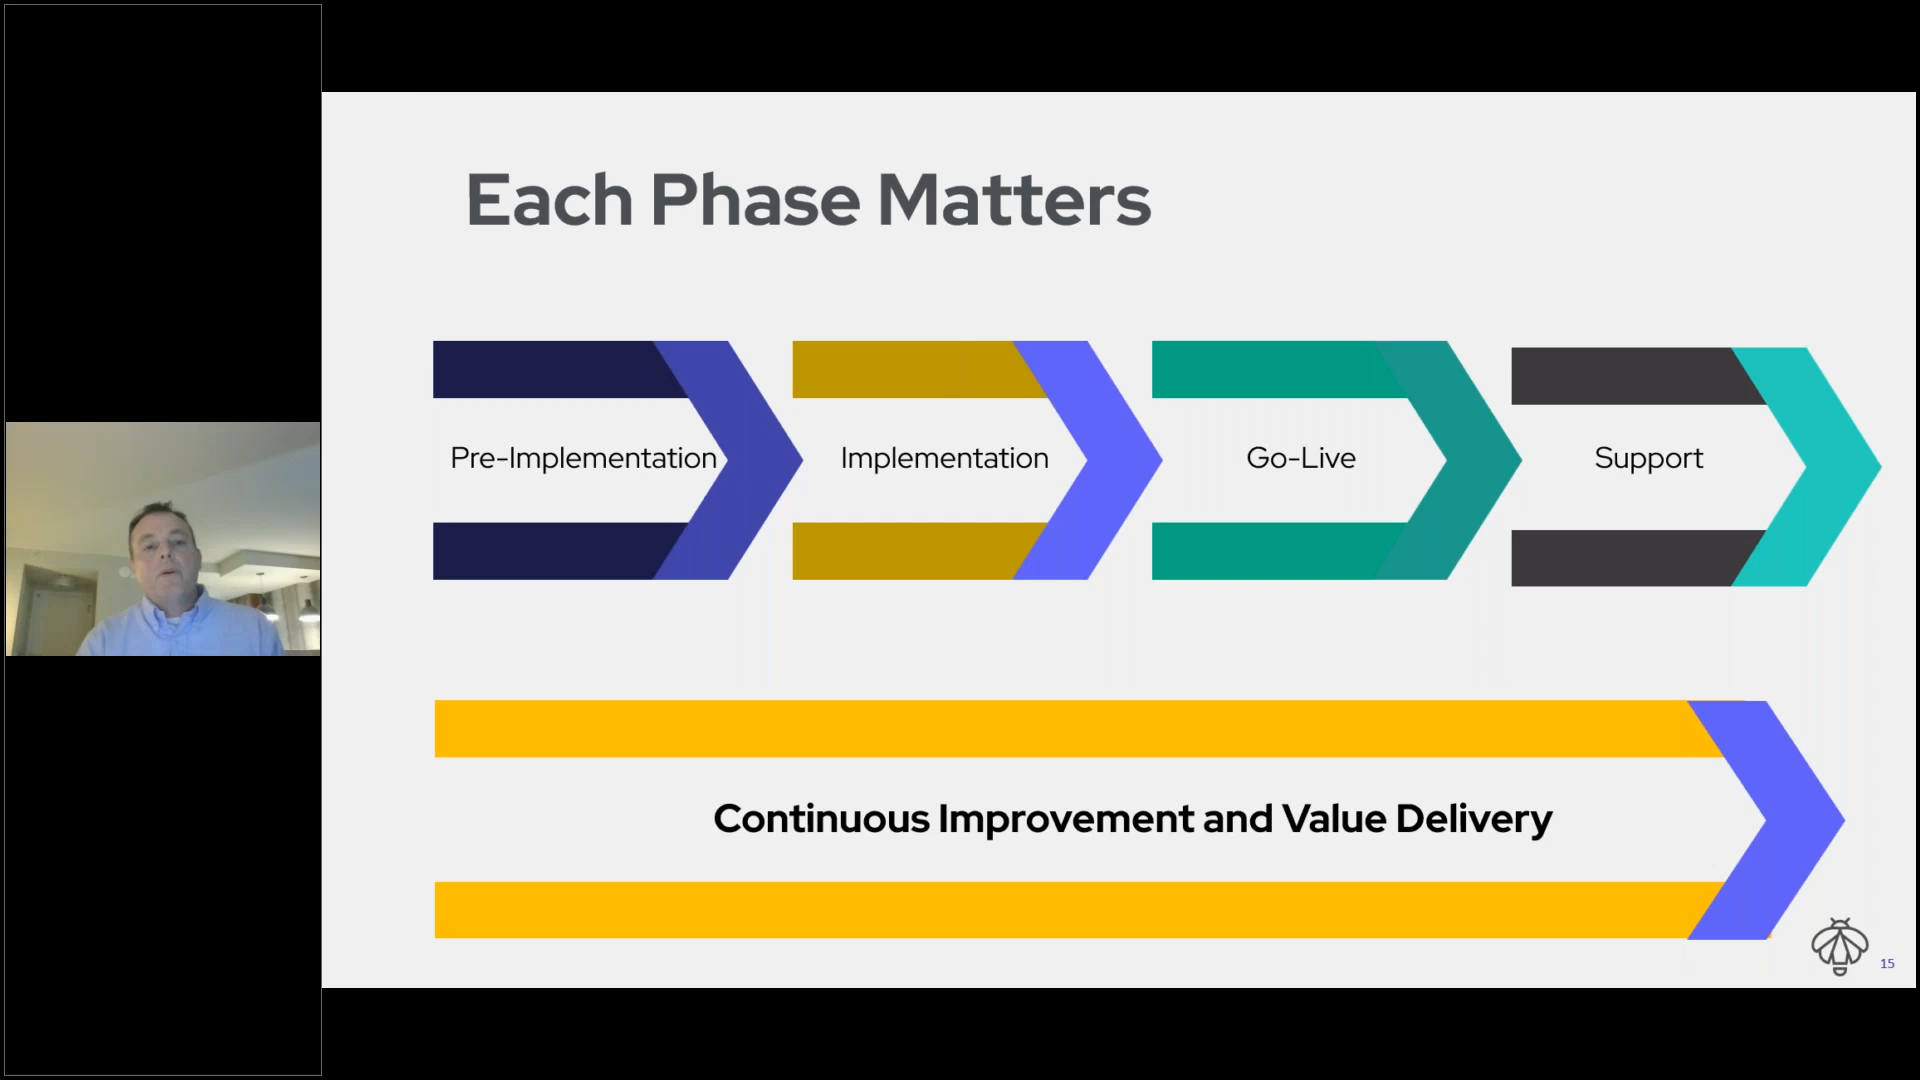 Each Phase Matters
Pre-Implementation
Implementation
Go-Live
Support
Continuous Improvement and Value Delivery
15